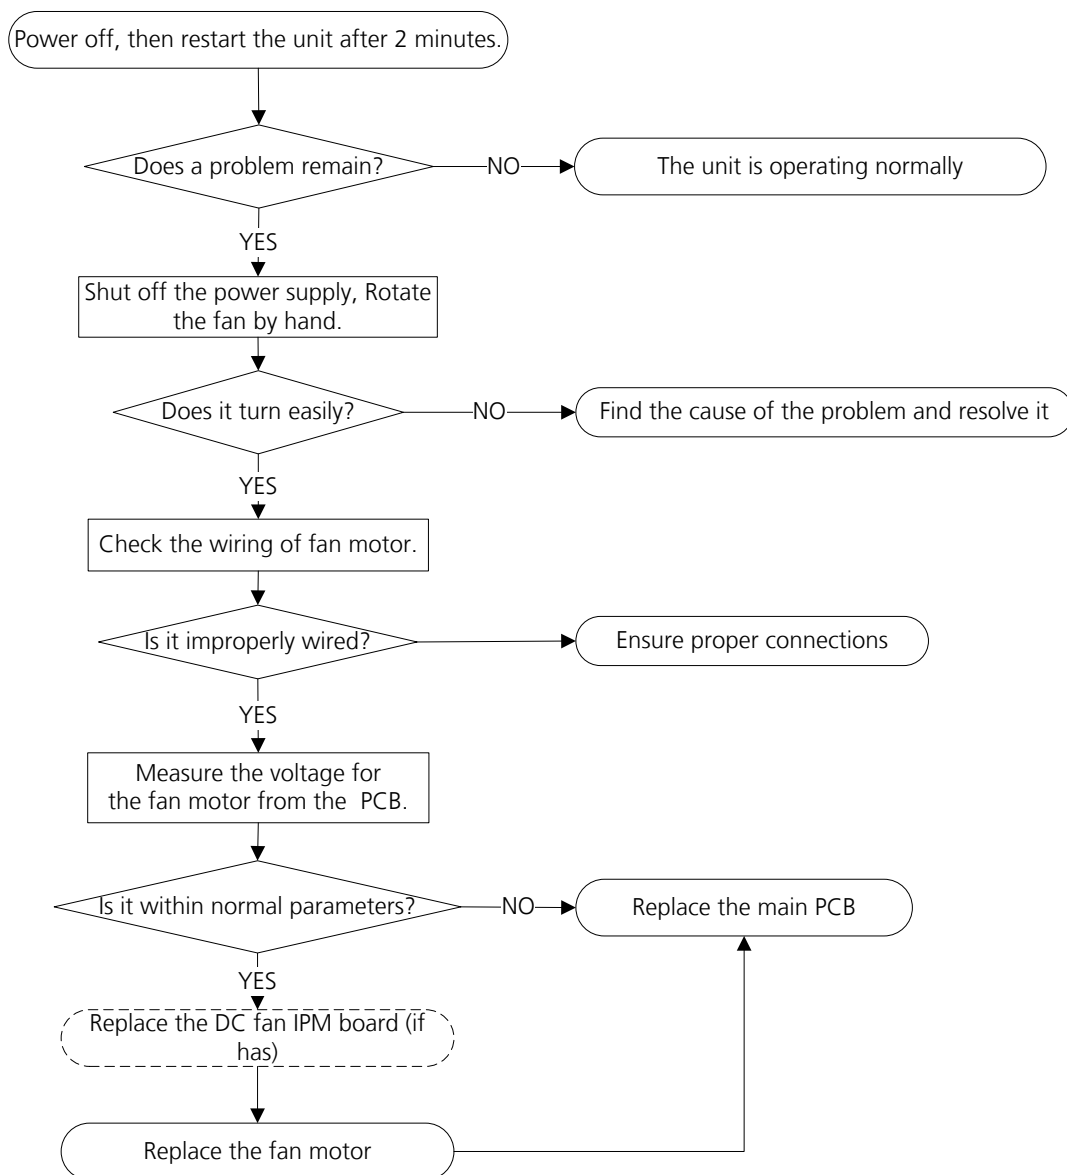 Power off, then restart the unit after 2 minutes.
Does a problem remain?
NO
The unit is operating normally
YES
Shut off the power supply, Rotate
the fan by hand.
Does it turn easily?
NO
Find the cause of the problem and resolve it
YES
Check the wiring of fan motor.
Is it improperly wired?
Ensure proper connections
YES
Measure the voltage for
the fan motor from the PCB.
Is it within normal parameters?
NO
Replace the main PCB
YES
Replace the DC fan IPM board (if
has)
Replace the fan motor